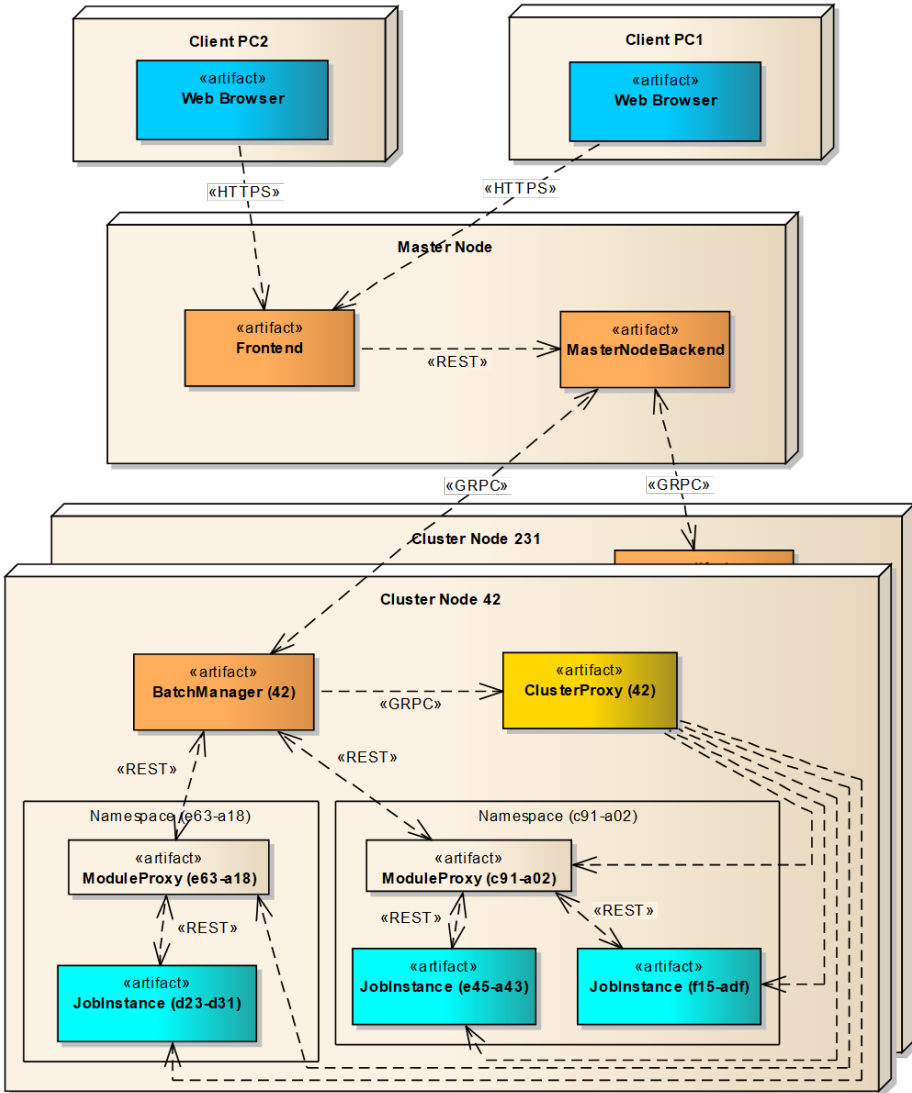 Client PC2
«artifact»
Web Browser
Client PC1
«artifact»
Web Browser
«HTTPS»
«HTTPS»
Master Node
«artifact»
Frontend
«REST»
«artifact»
MasterNodeBackend
«GRPC»
«GRPC»
Cluster Node 231
Cluster Node 42
«artifact»
BatchManager (42)
«GRPC»
«artifact»
ClusterProxy (42)
«REST»
«REST»
Namespace (e63-a18)
«artifact»
ModuleProxy (e63-a18)
«REST»
«artifact»
JobInstance (d23-d31)
Namespace (c91-a02)
«artifact»
ModuleProxy (c91-a02)
«REST»
«REST»
«artifact»
JobInstance (e45-a43)
«artifact»
JobInstance (f15-adf)